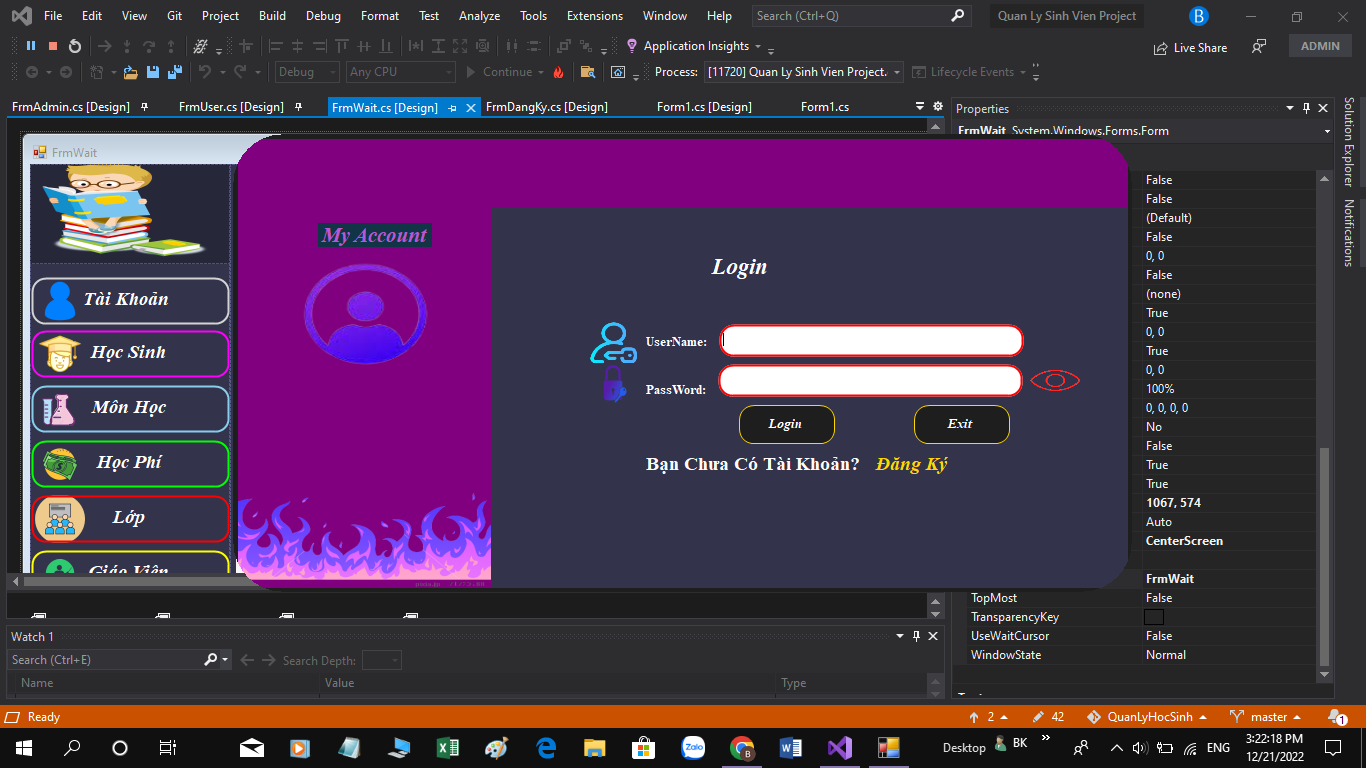 File Edit View Git Project Build Debug Format Test Analyze Tools Extensions Window Help Search (Ctrl+Q) Quan Ly Sinh Vien Project B
Application Insights Live Share ADMIN
Debug Any CPU Continue Process: [11720] Quan Ly Sinh Vien Project. Lifecycle Events
FrmAdmin.cs [Design] FrmUser.cs [Design] FrmWait.cs [Design] FrmDangKy.cs [Design] Form1.cs [Design] Form1.cs
FrmWait
Tài Khoản
Học Sinh
Môn Học
Học Phí
Lớp
Giáo Viên
My Account
Login
UserName:
PassWord:
Login Exit
Bạn Chưa Có Tài Khoản? Đăng Ký
Properties
FrmWait System.Windows.Forms.Form
False
False
(Default)
False
0, 0
False
(none)
True
0, 0
True
0, 0
100%
0, 0, 0, 0
No
False
True
True
1067, 574
Auto
CenterScreen
FrmWait
TopMost False
TransparencyKey
UseWaitCursor False
WindowState Normal
Solution Explorer
Notifications
Watch 1
Search (Ctrl+E) Search Depth:
Name Value Type
Ready 2 42 QuanLyHocSinh master 1
Zalo B Desktop BK ENG 3:22:18 PM
12/21/2022